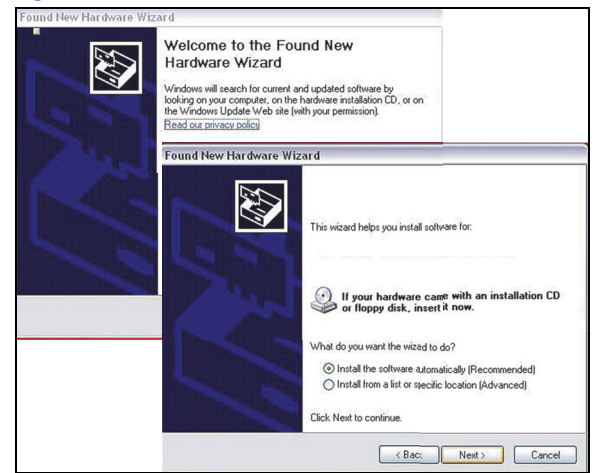 Found New Hardware Wizard
Welcome to the Found New
Hardware Wizard
Windows will search for current and updated software by
looking on your computer, on the hardware installation CD, or on
the Windows Update Web site (with your permission).
Read our privacy policy
Found New Hardware Wizard
This wizard helps you install software for:
If your hardware came with an installation CD
or floppy disk, insert it now.
What do you want the wizard to do?
Install the software automatically (Recommended)
Install from a list or specific location (Advanced)
Click Next to continue.
< Back
Next >
Cancel